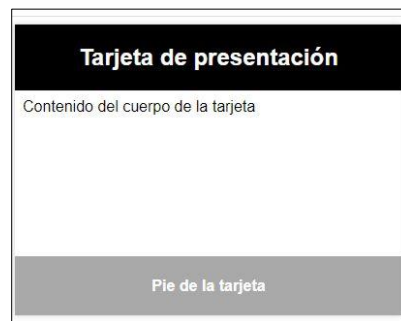 Tarjeta de presentación
Contenido del cuerpo de la tarjeta
Pie de la tarjeta